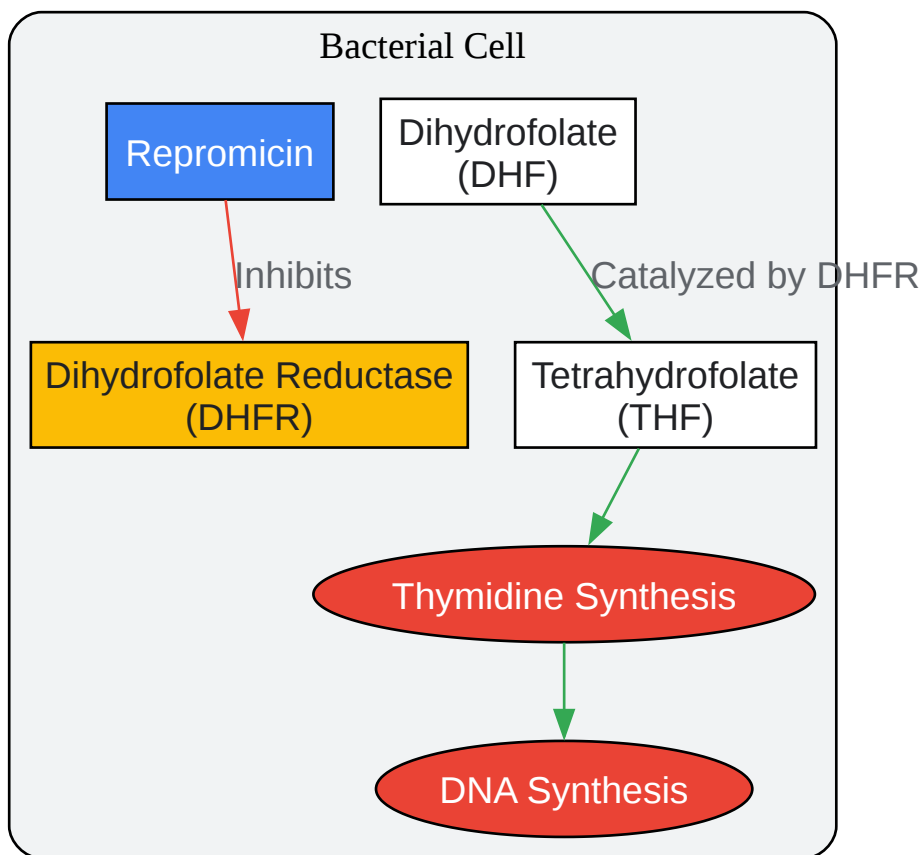 Bacterial Cell
Repromicin
Dihydrofolate
(DHF)
Inhibits
Catalyzed by DHFR
Dihydrofolate Reductase
(DHFR)
Tetrahydrofolate
(THF)
Thymidine Synthesis
DNA Synthesis